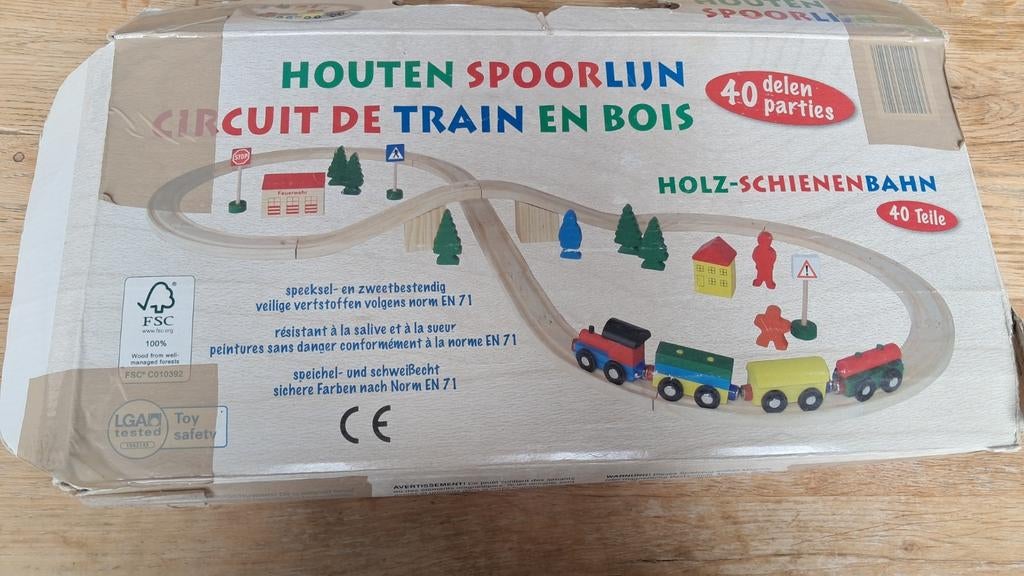 HOUTEN
SPOORLIJN
HOUTEN SPOORLIJN
CIRCUIT DE TRAIN EN BOIS
40 delen
parties
HOLZ-SCHIENENBAHN
40 Teile
STOP
Feuerwehr
speeksel- en zweetbestendig
veilige verfstoffen volgens norm EN 71
résistant à la salive et à la sueur
peintures sans danger conformément à la norme EN 71
speichel- und schweißecht
sichere Farben nach Norm EN 71
CE
FSC
www.fsc.org
100%
Wood from well-
managed forests
FSC® C010392
LGA
tested
Toy
safety
AVERTISSEMENT!
WARNUNG!